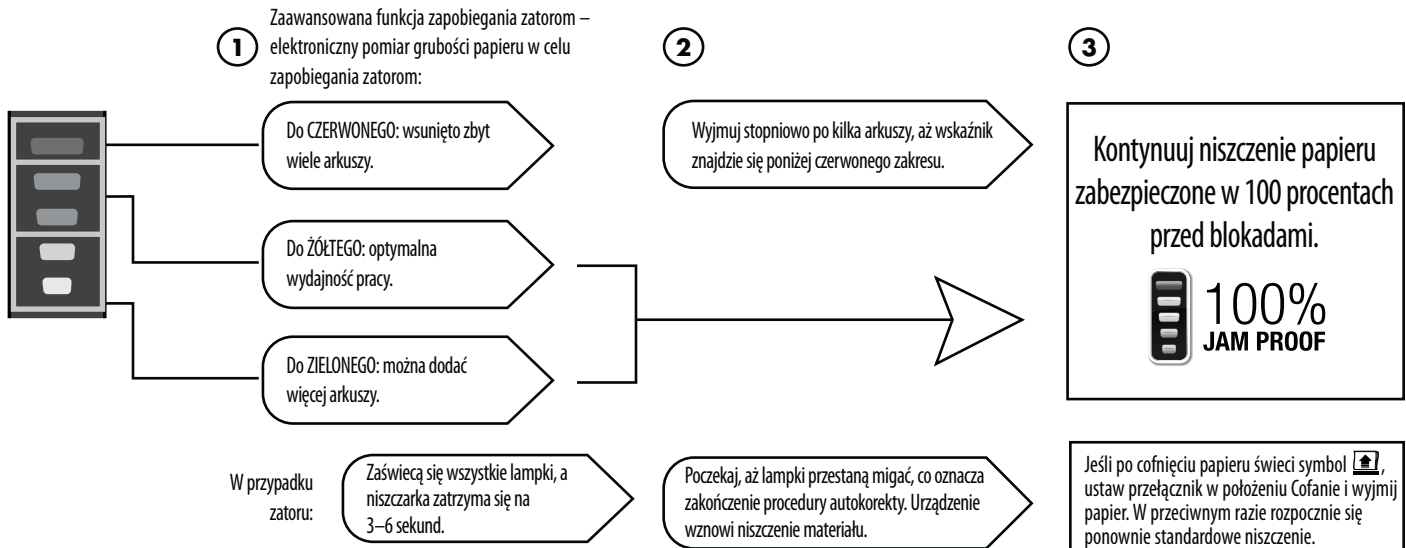 1
Zaawansowana funkcja zapobiegania zatorom –
elektroniczny pomiar grubości papieru w celu
zapobiegania zatorom:
Do CZERWONEGO: wsunięto zbyt
wiele arkuszy.
Do ŻÓŁTEGO: optymalna
wydajność pracy.
Do ZIELONEGO: można dodać
więcej arkuszy.
2
Wyjmuj stopniowo po kilka arkuszy, aż wskaźnik
znajdzie się poniżej czerwonego zakresu.
3
Kontynuuj niszczenie papieru
zabezpieczone w 100 procentach
przed blokadami.
100%
JAM PROOF
W przypadku
zatoru:
Zaświecą się wszystkie lampki, a
niszczarka zatrzyma się na
3–6 sekund.
Poczekaj, aż lampki przestaną migać, co oznacza
zakończenie procedury autokorekty. Urządzenie
wznowi niszczenie materiału.
Jeśli po cofnięciu papieru świeci symbol ,
ustaw przełącznik w położeniu Cofanie i wyjmij
papier. W przeciwnym razie rozpocznie się
ponownie standardowe niszczenie.